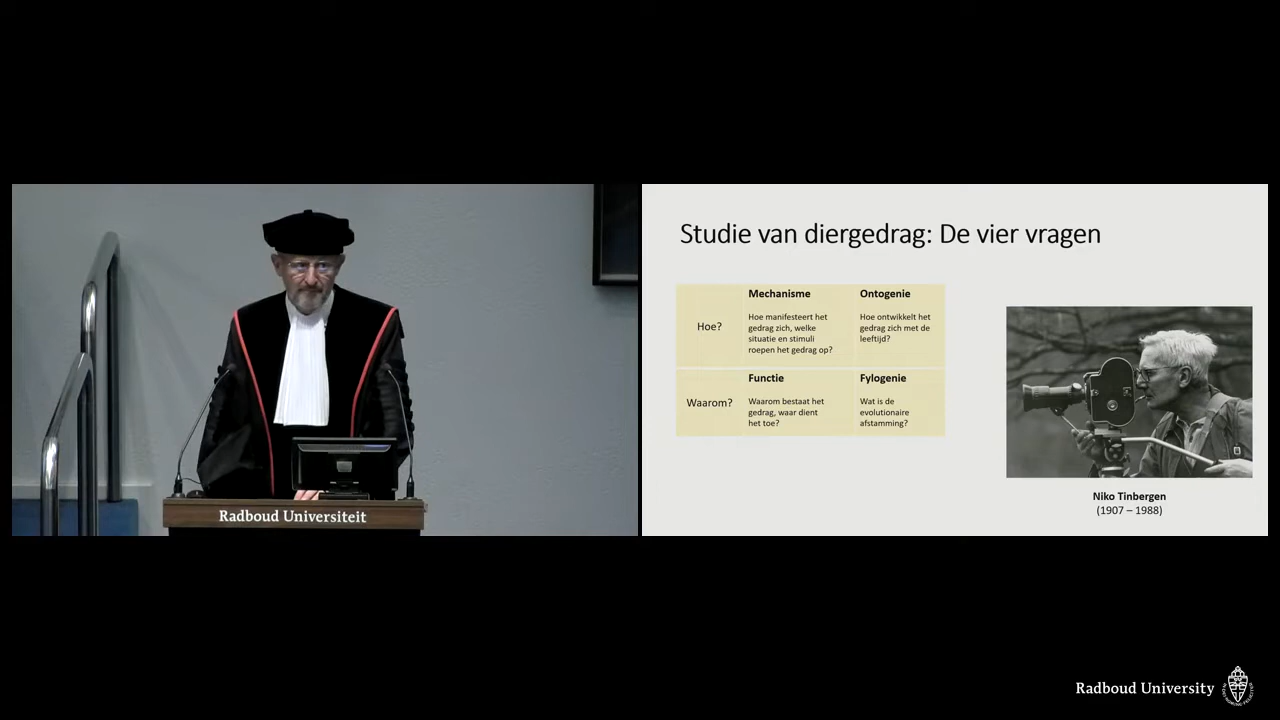 Studie van diergedrag: De vier vragen
Mechanisme
Ontogenie
Hoe?
Hoe manifesteert het
gedrag zich, welke
situatie en stimuli
roepen het gedrag op?
Hoe ontwikkelt het
gedrag zich met de
leeftijd?
Functie
Fylogenie
Waarom?
Waarom bestaat het
gedrag, waar dient
het toe?
Wat is de
evolutionaire
afstamming?
Niko Tinbergen
(1907 – 1988)
Radboud Universiteit
Radboud University